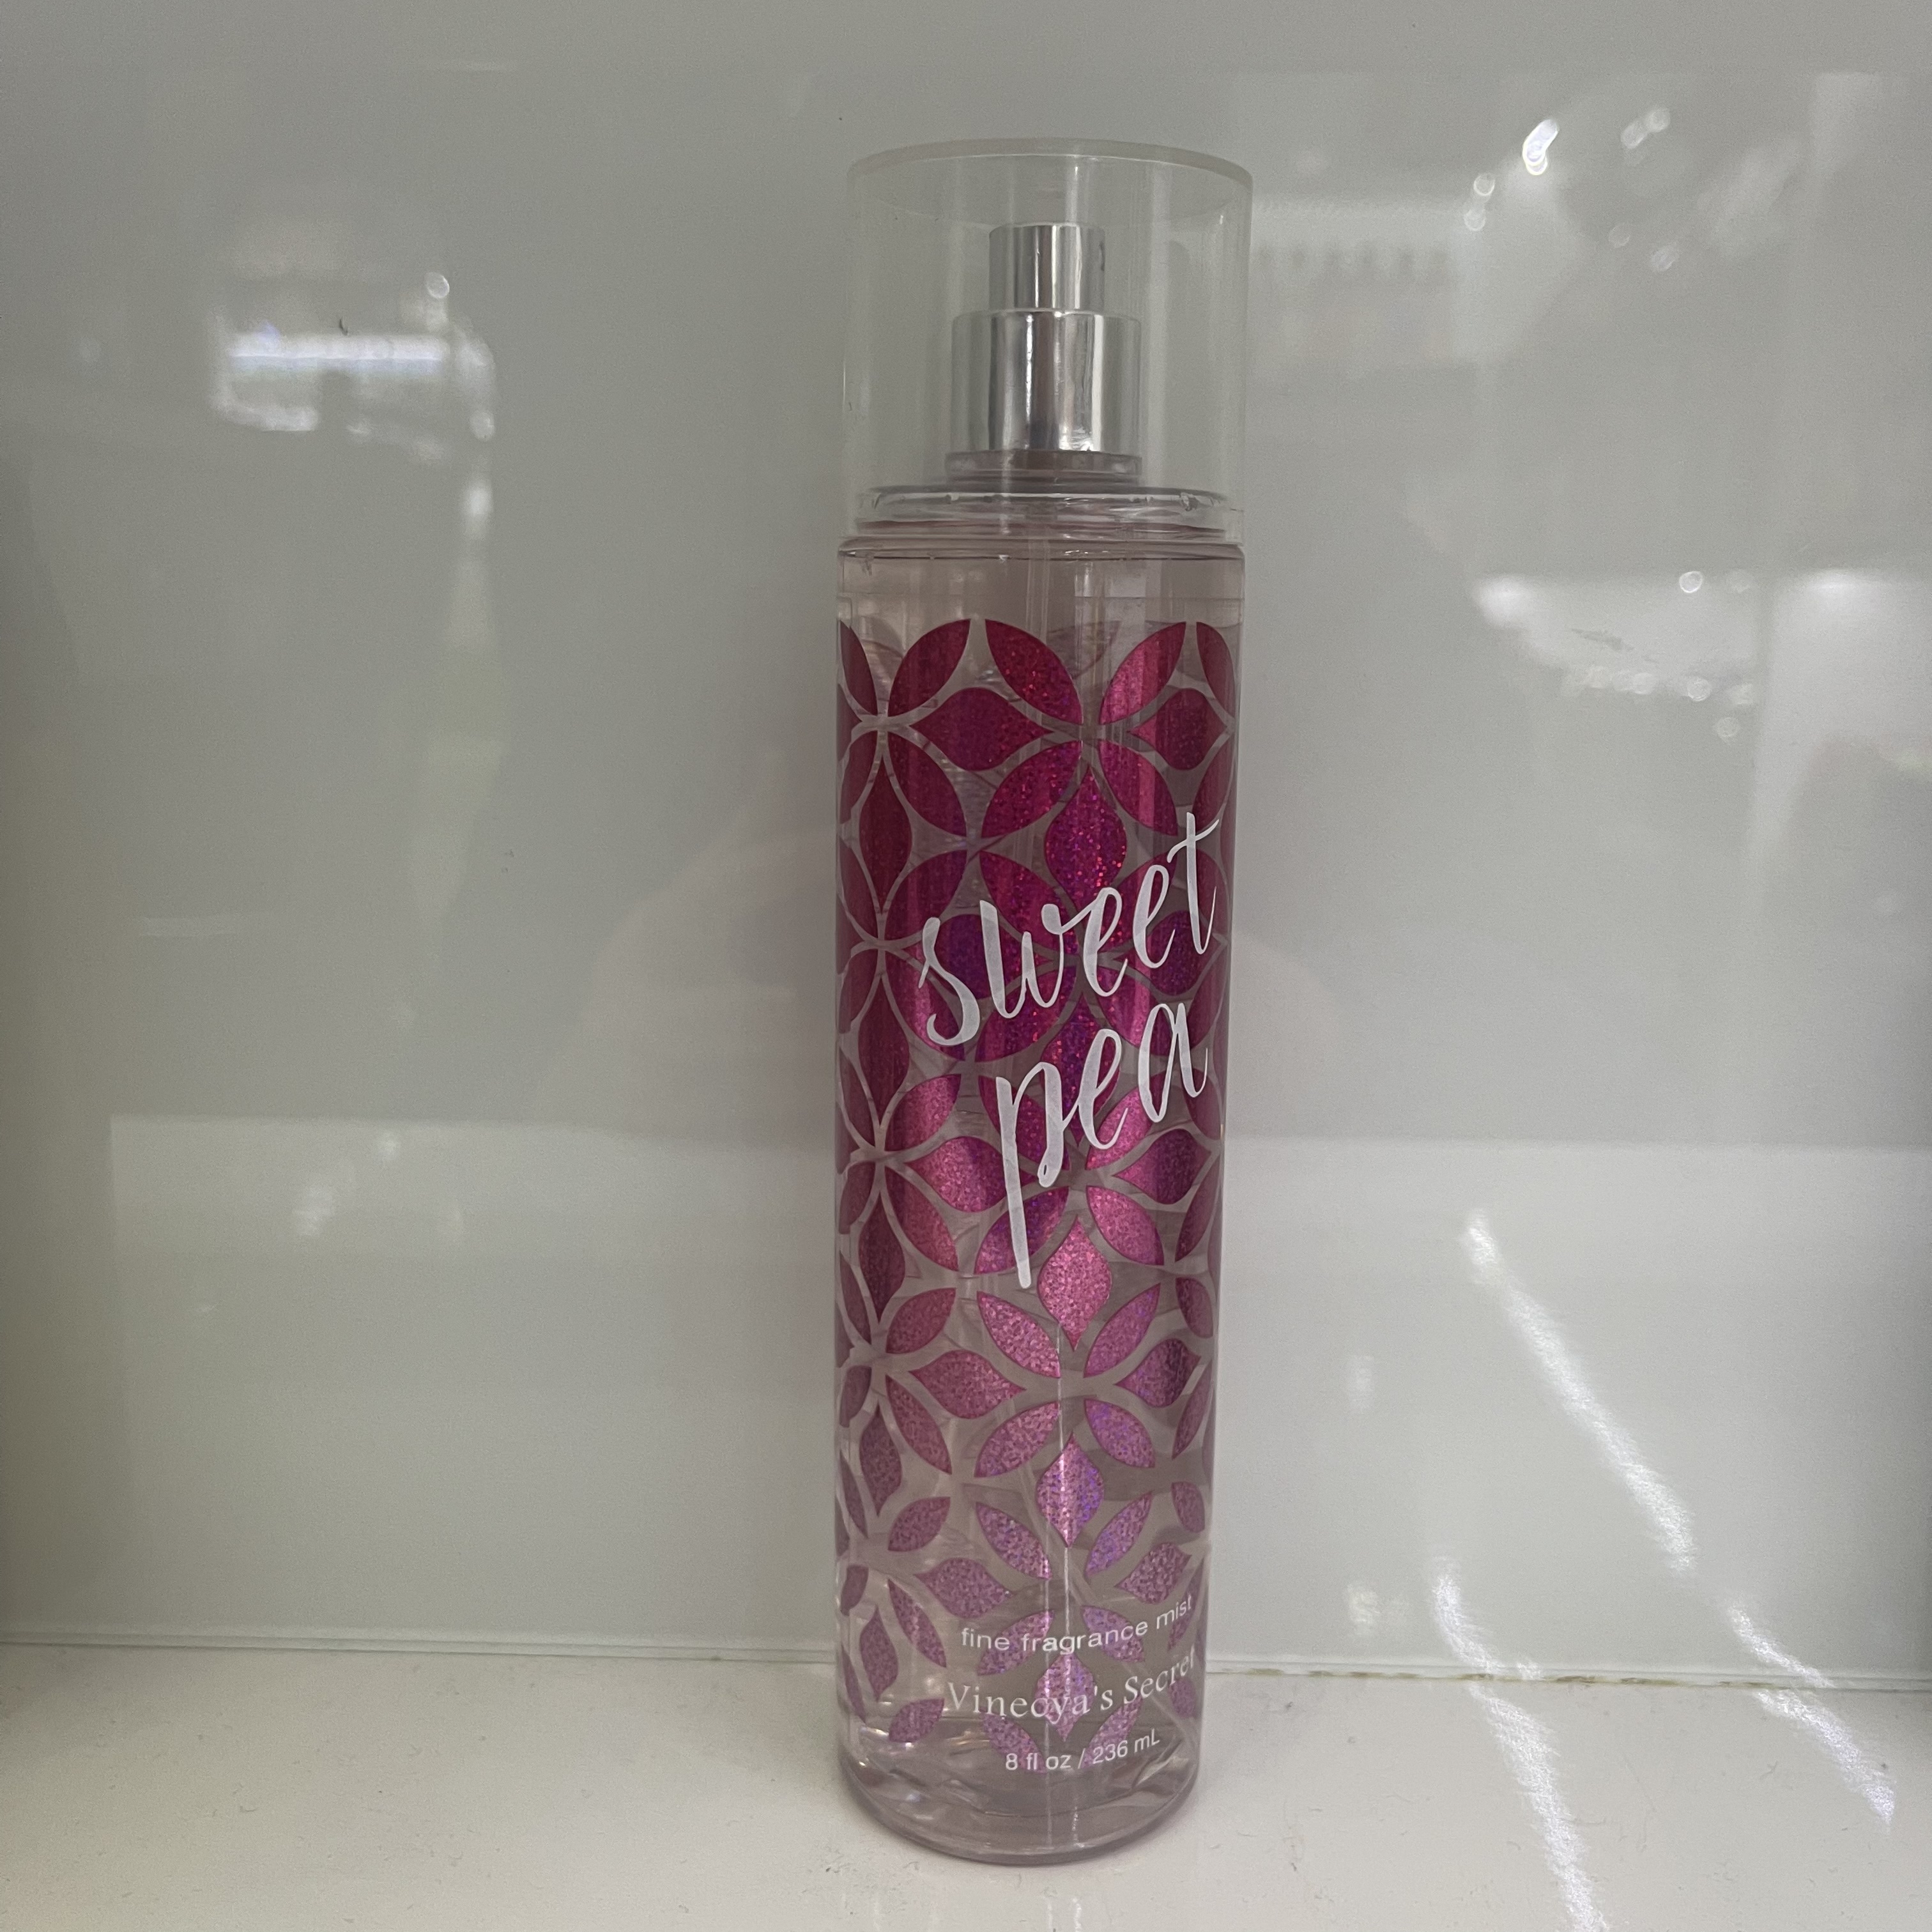 sweet
pea
fine fragrance mist
Vinecya's Secret
8 fl oz / 236 mL